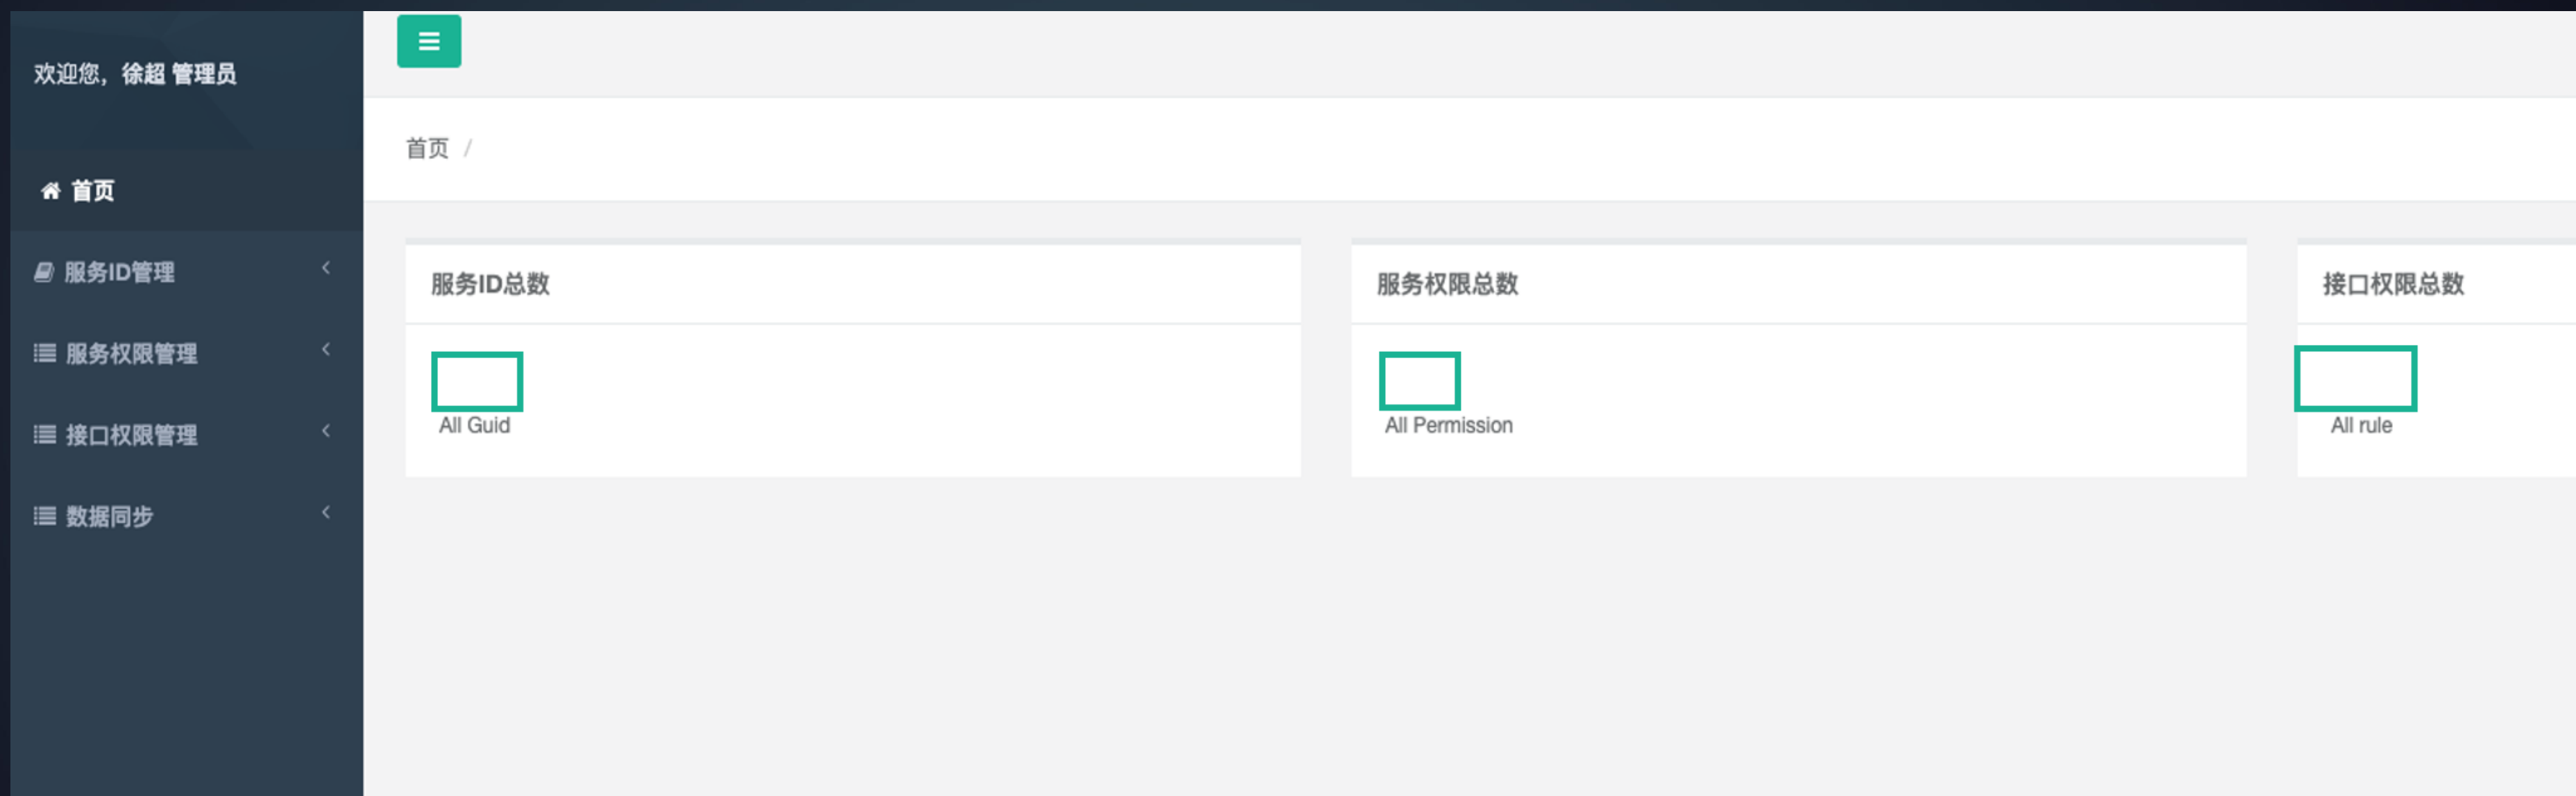 欢迎您，徐超 管理员
首页
服务ID管理
服务权限管理
接口权限管理
数据同步
首页 /
服务ID总数
All Guid
服务权限总数
All Permission
接口权限总数
All rule